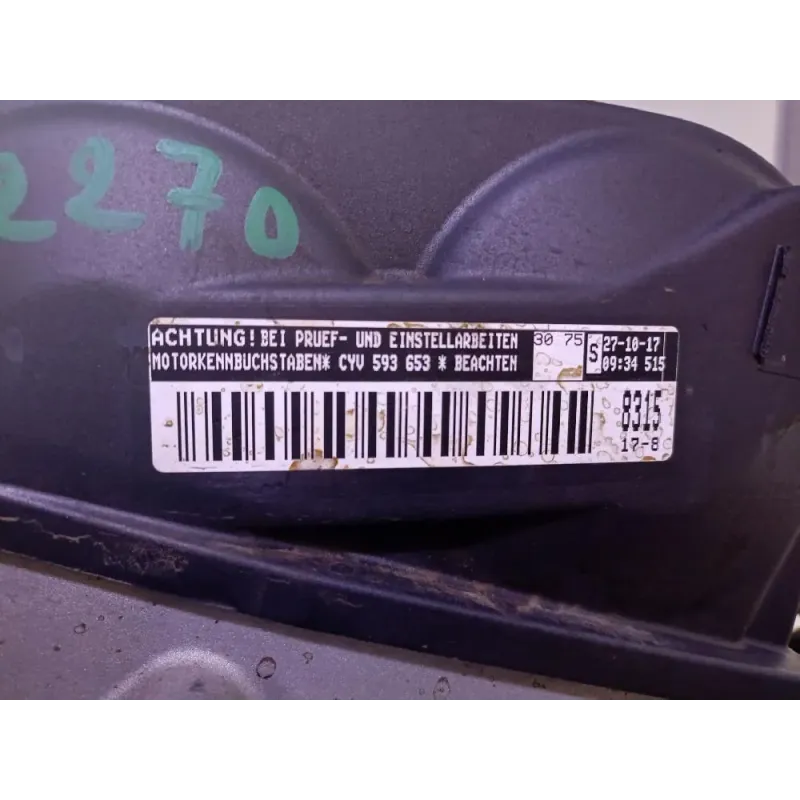 2270
ACHTUNG! BEI PRUEF- UND EINSTELLARBEITEN
MOTORKENNBUCHSTABEN* CYV 593 653 * BEACHTEN
30 75
S
27-10-17
09:34 515
8315
17-8